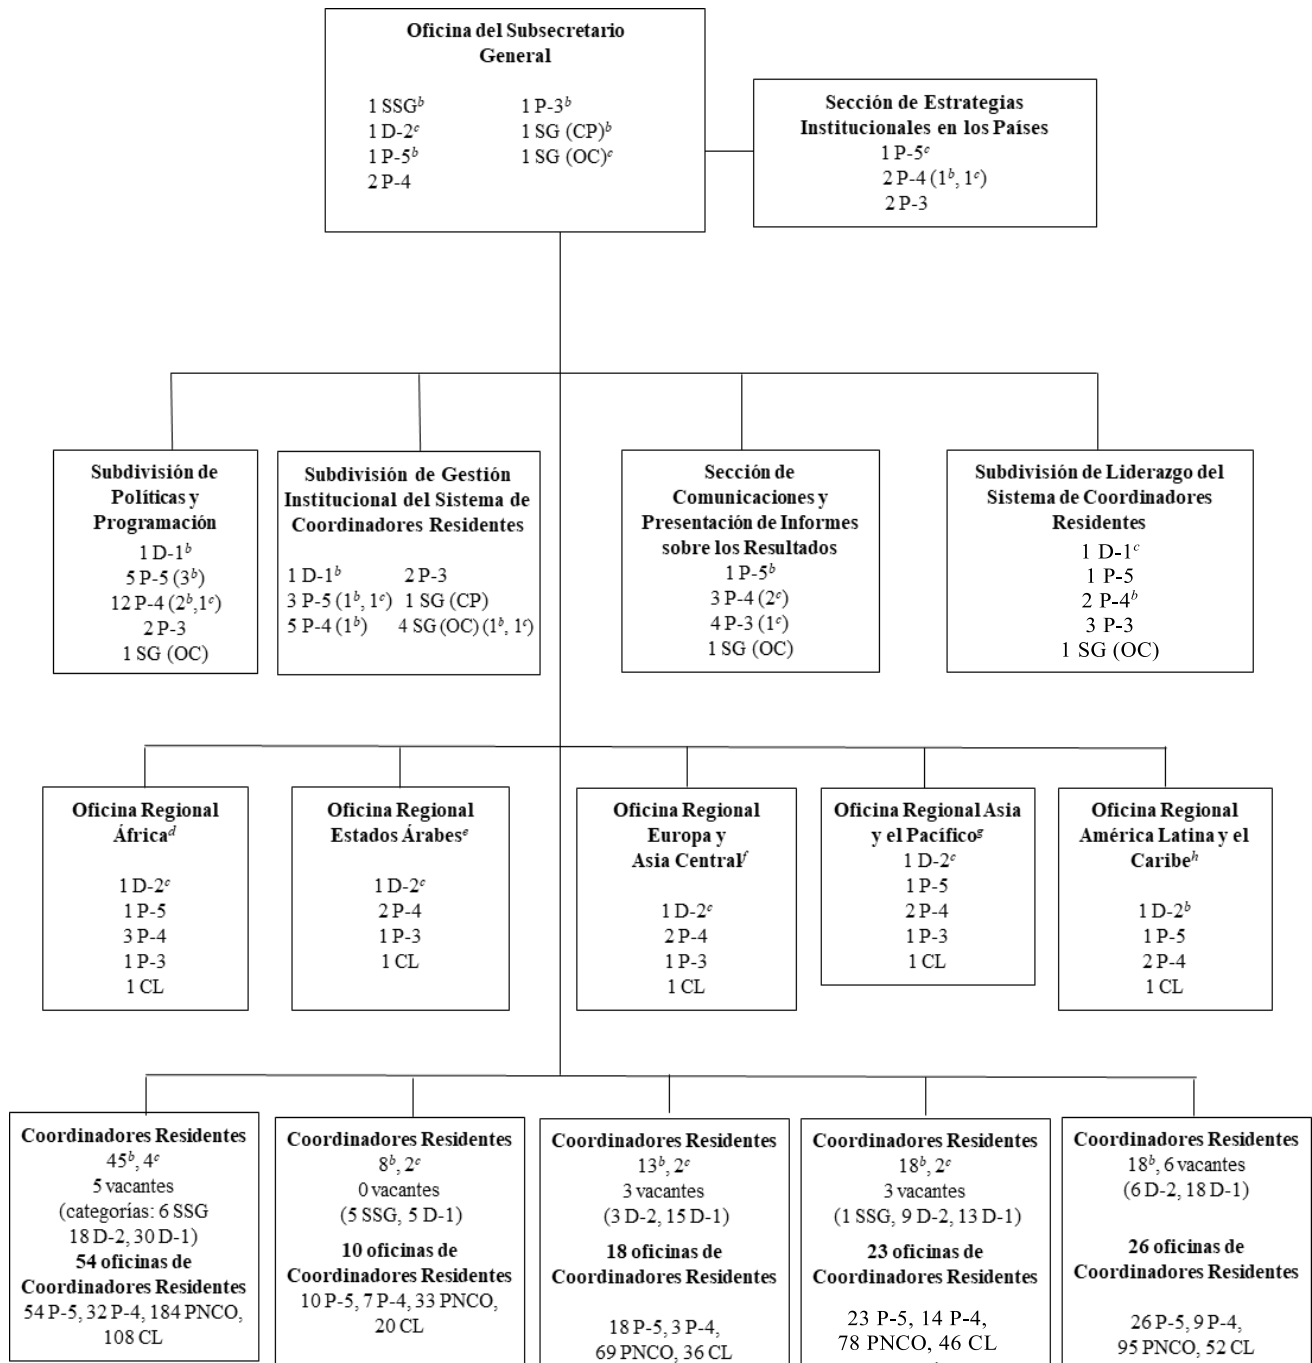 Oficina del Subsecretario
General
1 SSGᵇ
1 D-2ᶜ
1 P-5ᵇ
2 P-4
1 P-3ᵇ
1 SG (CP)ᵇ
1 SG (OC)ᶜ
Sección de Estrategias
Institucionales en los Países
1 P-5ᶜ
2 P-4 (1ᵇ, 1ᶜ)
2 P-3
Subdivisión de
Políticas y
Programación
1 D-1ᵇ
5 P-5 (3ᵇ)
12 P-4 (2ᵇ,1ᶜ)
2 P-3
1 SG (OC)
Subdivisión de Gestión
Institucional del Sistema de
Coordinadores Residentes
1 D-1ᵇ
3 P-5 (1ᵇ, 1ᶜ)
5 P-4 (1ᵇ)
2 P-3
1 SG (CP)
4 SG (OC) (1ᵇ, 1ᶜ)
Sección de
Comunicaciones y
Presentación de Informes
sobre los Resultados
1 P-5ᵇ
3 P-4 (2ᶜ)
4 P-3 (1ᶜ)
1 SG (OC)
Subdivisión de Liderazgo del
Sistema de Coordinadores
Residentes
1 D-1ᶜ
1 P-5
2 P-4ᵇ
3 P-3
1 SG (OC)
Oficina Regional
Áfricaᵈ
1 D-2ᶜ
1 P-5
3 P-4
1 P-3
1 CL
Oficina Regional
Estados Árabesᵉ
1 D-2ᶜ
2 P-4
1 P-3
1 CL
Oficina Regional
Europa y
Asia Centralᶠ
1 D-2ᶜ
2 P-4
1 P-3
1 CL
Oficina Regional Asia
y el Pacíficoᵍ
1 D-2ᶜ
1 P-5
2 P-4
1 P-3
1 CL
Oficina Regional
América Latina y el
Caribeʰ
1 D-2ᵇ
1 P-5
2 P-4
1 CL
Coordinadores Residentes
45ᵇ, 4ᶜ
5 vacantes
(categorías: 6 SSG
18 D-2, 30 D-1)
54 oficinas de
Coordinadores Residentes
54 P-5, 32 P-4, 184 PNCO,
108 CL
Coordinadores Residentes
8ᵇ, 2ᶜ
0 vacantes
(5 SSG, 5 D-1)
10 oficinas de
Coordinadores Residentes
10 P-5, 7 P-4, 33 PNCO,
20 CL
Coordinadores Residentes
13ᵇ, 2ᶜ
3 vacantes
(3 D-2, 15 D-1)
18 oficinas de
Coordinadores Residentes
18 P-5, 3 P-4,
69 PNCO, 36 CL
Coordinadores Residentes
18ᵇ, 2ᶜ
3 vacantes
(1 SSG, 9 D-2, 13 D-1)
23 oficinas de
Coordinadores Residentes
23 P-5, 14 P-4,
78 PNCO, 46 CL
Coordinadores Residentes
18ᵇ, 6 vacantes
(6 D-2, 18 D-1)
26 oficinas de
Coordinadores Residentes
26 P-5, 9 P-4,
95 PNCO, 52 CL